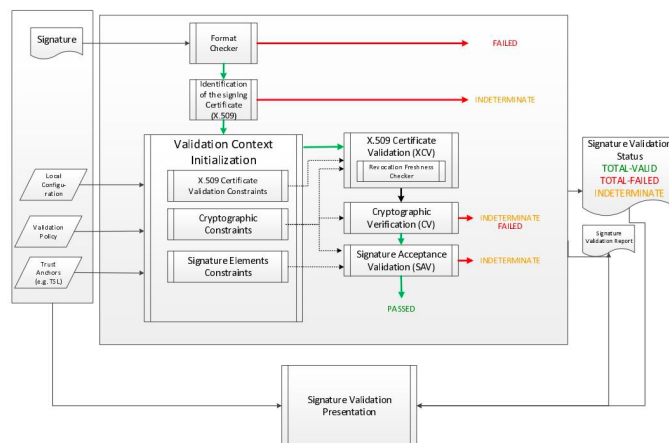 Signature
Format
Checker
FAILED
Identification
of the signing
Certificate
(X.509)
INDETERMINATE
Validation Context
Initialization
X.509 Certificate
Validation Constraints
Cryptographic
Constraints
Signature Elements
Constraints
X.509 Certificate
Validation (XCV)
Revocation Freshness
Checker
Cryptographic
Verification (CV)
INDETERMINATE
FAILED
Signature Acceptance
Validation (SAV)
INDETERMINATE
PASSED
Local
Configu-
ration
Validation
Policy
Trust
Anchors
(e.g. TSL)
Signature Validation
Status
TOTAL-VALID
TOTAL-FAILED
INDETERMINATE
Signature
Validation Report
Signature Validation
Presentation